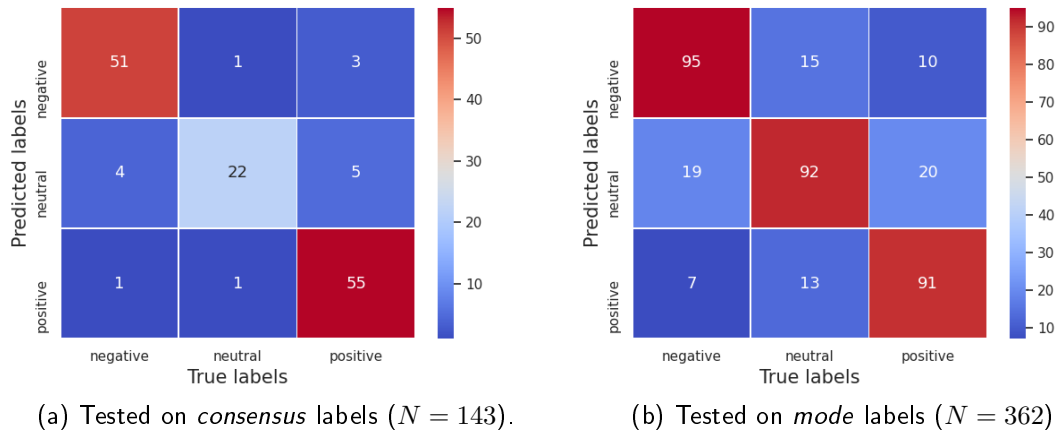 50
40
30
20
10
51 1 3
4 22 5
1 1 55
negative
neutral
positive
Predicted labels
negative neutral positive
True labels
90
80
70
60
50
40
30
20
10
95 15 10
19 92 20
7 13 91
negative
neutral
positive
Predicted labels
negative neutral positive
True labels
(a) Tested on consensus labels (N = 143).
(b) Tested on mode labels (N = 362)